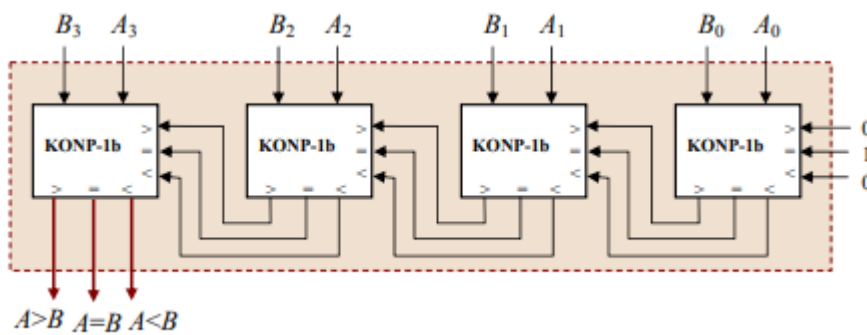 B₃ A₃ B₂ A₂ B₁ A₁ B₀ A₀
> > > > 0
KONP-1b = KONP-1b = KONP-1b = KONP-1b = 1
< < < < 0
> = < > = < > = < > = <
A>B A=B A<B